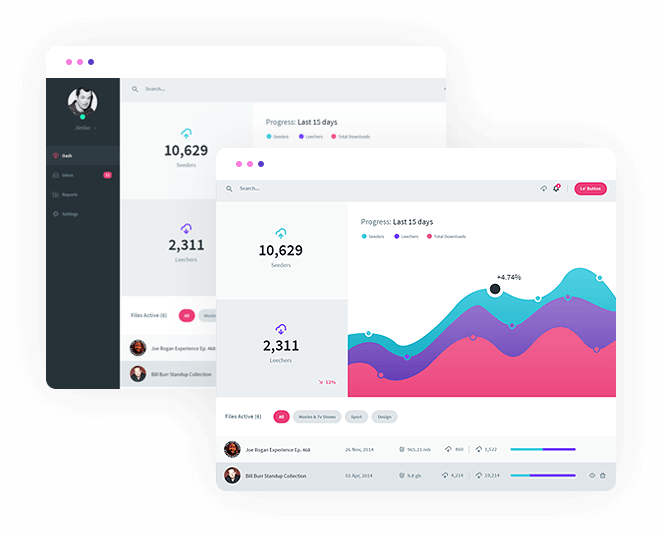 Search...
Jimbo
Dash
Inbox
Reports
Settings
10,629
Seeders
2,311
Leechers
Progress: Last 15 days
Seeders
Leechers
Total Downloads
Files Active (6)
All
Movies
Joe Rogan Experience Ep. 468
Bill Burr Standup Collection
Search...
Le' Button
10,629
Seeders
2,311
Leechers
12%
Progress: Last 15 days
Seeders
Leechers
Total Downloads
+4.74%
Files Active (6)
All
Movies & Tv Shows
Sport
Design
Joe Rogan Experience Ep. 468
26 Nov, 2014
965,21 mb
860
2,522
Bill Burr Standup Collection
02 Apr, 2014
9.8 gb
4,214
19,214